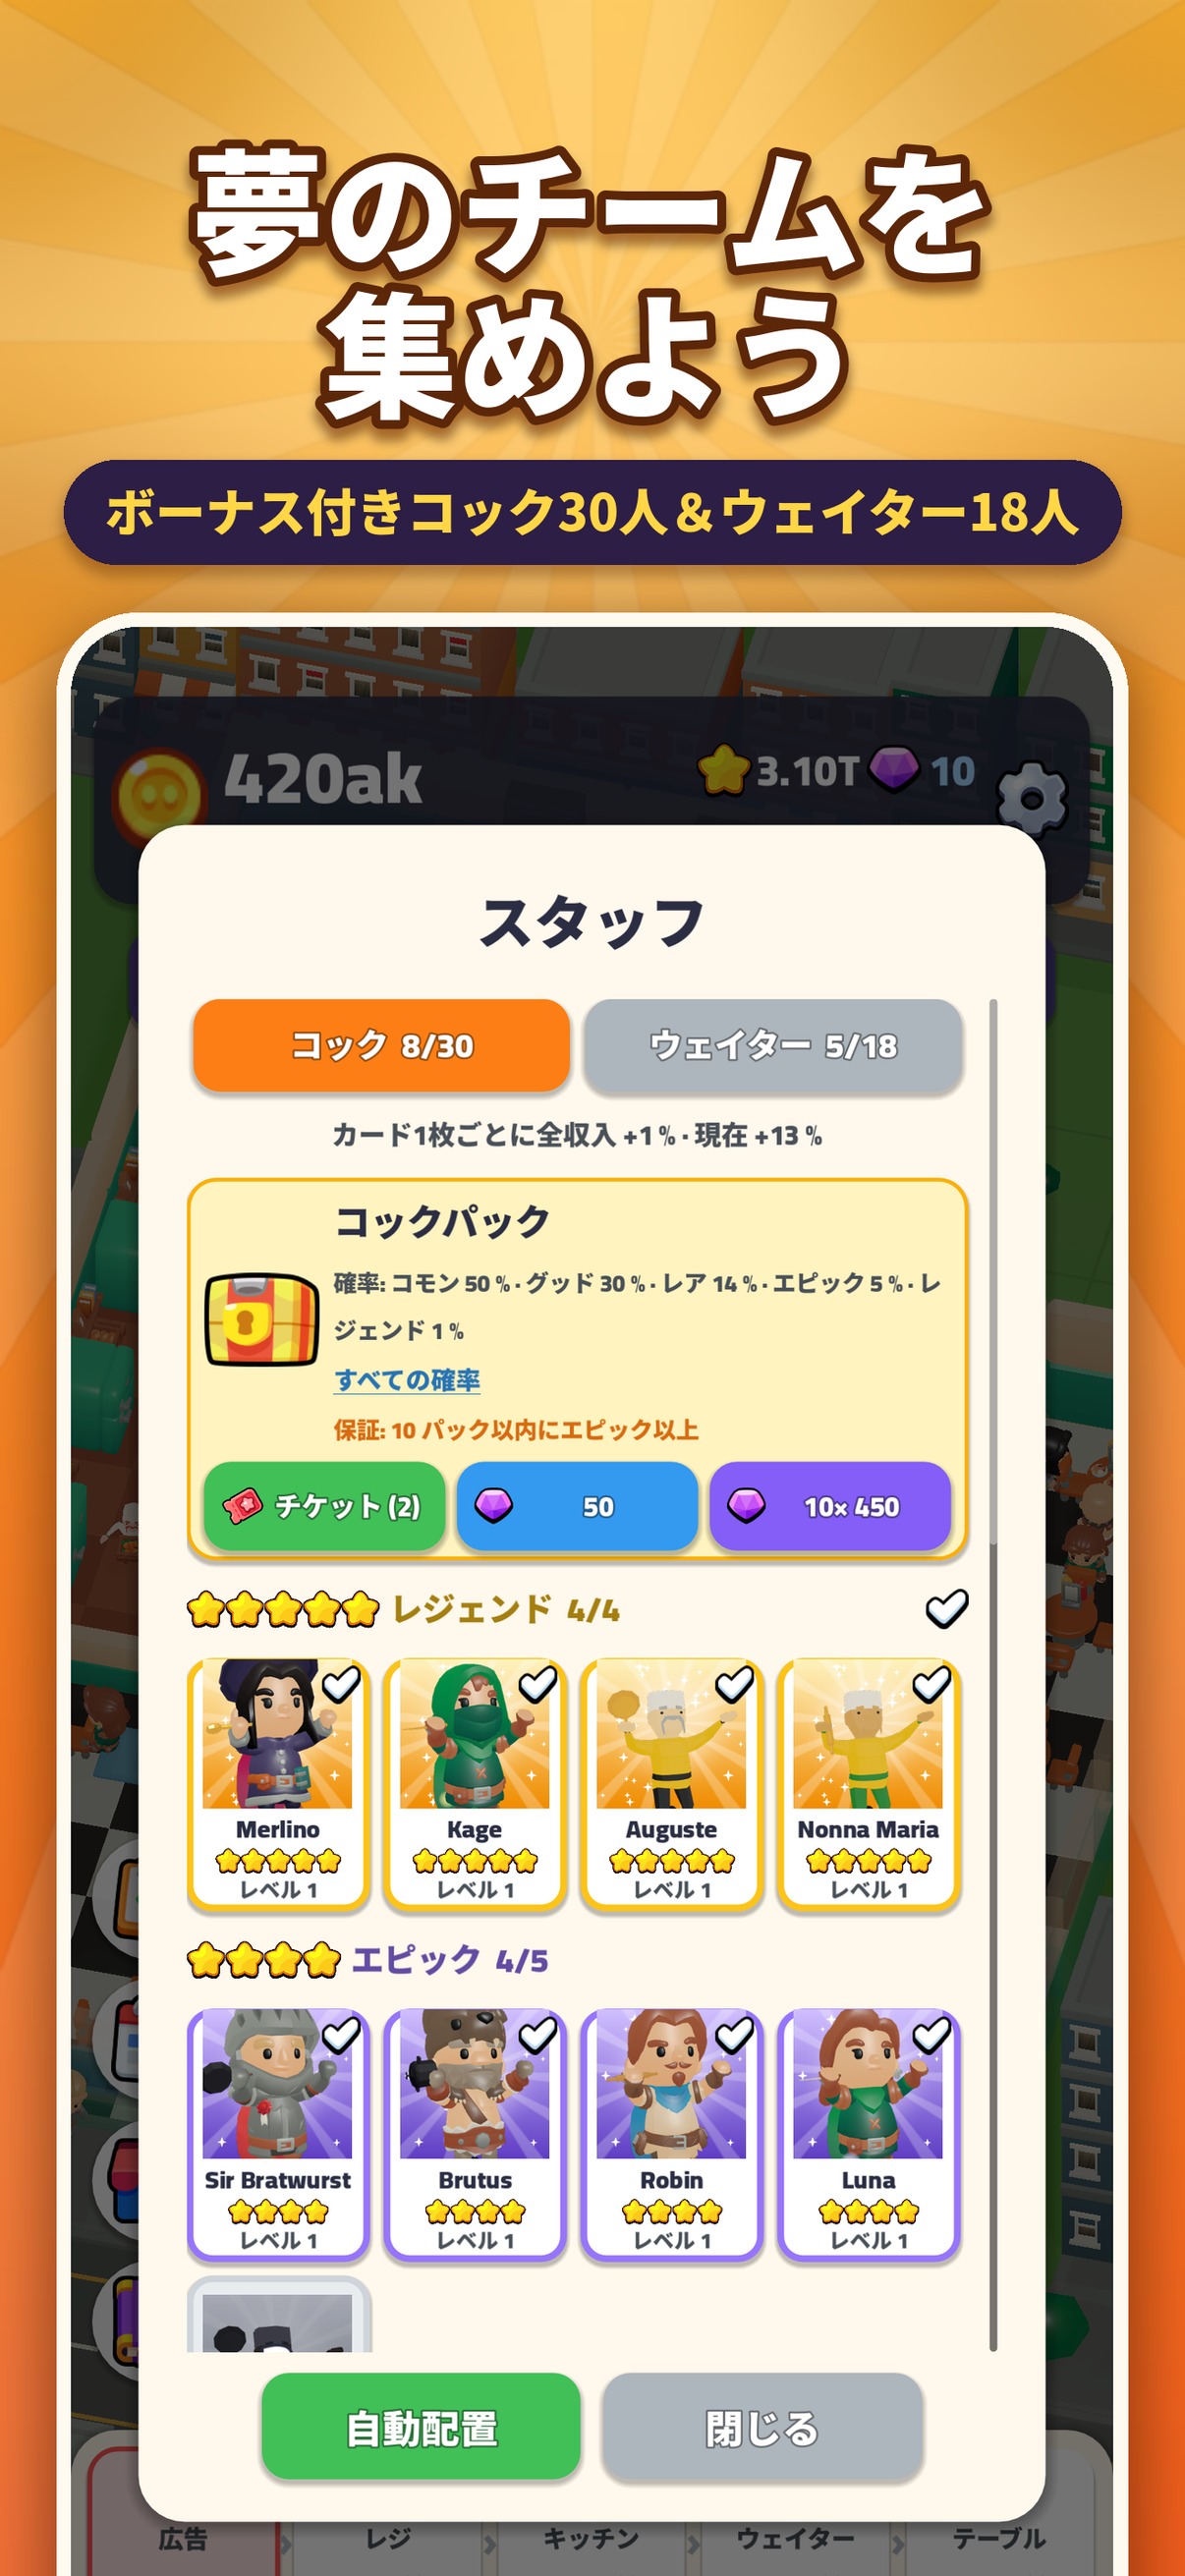 夢のチームを
集めよう
ボーナス付きコック30人&ウェイター18人
420ak
3.10T
10
スタッフ
コック 8/30
ウェイター 5/18
カード1枚ごとに全収入 +1 % · 現在 +13 %
コックパック
確率: コモン 50 % · グッド 30 % · レア 14 % · エピック 5 % · レ
ジェンド 1 %
すべての確率
保証: 10 パック以内にエピック以上
チケット (2)
50
10× 450
レジェンド 4/4
Merlino
Kage
Auguste
Nonna Maria
レベル 1
レベル 1
レベル 1
レベル 1
エピック 4/5
Sir Bratwurst
Brutus
Robin
Luna
レベル 1
レベル 1
レベル 1
レベル 1
自動配置
閉じる
広告
レジ
キッチン
ウェイター
テーブル